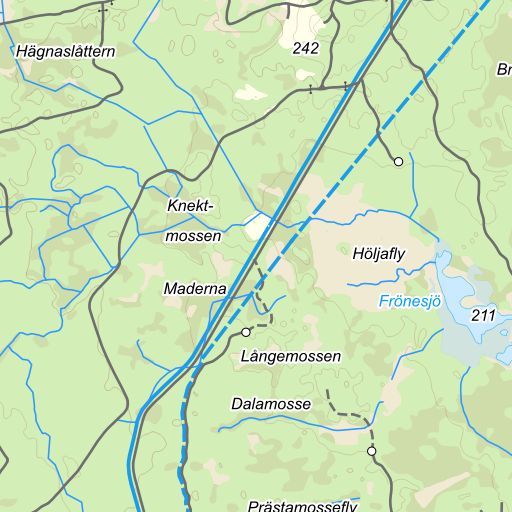 242
Hägnaslåttern
Br
Knekt-
mossen
Höljafly
Maderna
Frönesjö
211
Långemossen
Dalamosse
Prästamossefly